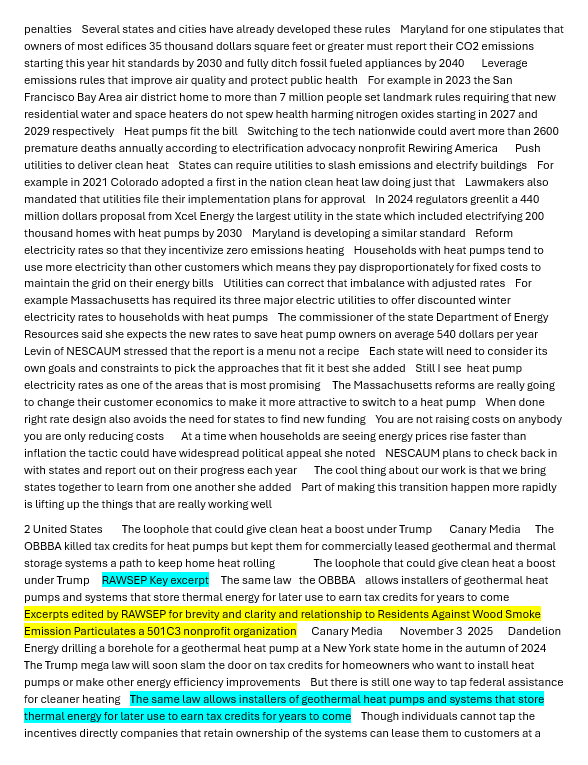 penalties    Several states and cities have already developed these rules    Maryland for one stipulates that
owners of most edifices 35 thousand dollars square feet or greater must report their CO2 emissions
starting this year hit standards by 2030 and fully ditch fossil fueled appliances by 2040      Leverage
emissions rules that improve air quality and protect public health    For example in 2023 the San
Francisco Bay Area air district home to more than 7 million people set landmark rules requiring that new
residential water and space heaters do not spew health harming nitrogen oxides starting in 2027 and
2029 respectively    Heat pumps fit the bill    Switching to the tech nationwide could avert more than 2600
premature deaths annually according to electrification advocacy nonprofit Rewiring America      Push
utilities to deliver clean heat    States can require utilities to slash emissions and electrify buildings    For
example in 2021 Colorado adopted a first in the nation clean heat law doing just that    Lawmakers also
mandated that utilities file their implementation plans for approval    In 2024 regulators greenlit a 440
million dollars proposal from Xcel Energy the largest utility in the state which included electrifying 200
thousand homes with heat pumps by 2030    Maryland is developing a similar standard    Reform
electricity rates so that they incentivize zero emissions heating    Households with heat pumps tend to
use more electricity than other customers which means they pay disproportionately for fixed costs to
maintain the grid on their energy bills    Utilities can correct that imbalance with adjusted rates    For
example Massachusetts has required its three major electric utilities to offer discounted winter
electricity rates to households with heat pumps    The commissioner of the state Department of Energy
Resources said she expects the new rates to save heat pump owners on average 540 dollars per year
Levin of NESCAUM stressed that the report is a menu not a recipe    Each state will need to consider its
own goals and constraints to pick the approaches that fit it best she added    Still I see  heat pump
electricity rates as one of the areas that is most promising    The Massachusetts reforms are really going
to change their customer economics to make it more attractive to switch to a heat pump    When done
right rate design also avoids the need for states to find new funding    You are not raising costs on anybody
you are only reducing costs      At a time when households are seeing energy prices rise faster than
inflation the tactic could have widespread political appeal she noted    NESCAUM plans to check back in
with states and report out on their progress each year      The cool thing about our work is that we bring
states together to learn from one another she added    Part of making this transition happen more rapidly
is lifting up the things that are really working well
2 United States      The loophole that could give clean heat a boost under Trump      Canary Media     The
OBBBA killed tax credits for heat pumps but kept them for commercially leased geothermal and thermal
storage systems a path to keep home heat rolling            The loophole that could give clean heat a boost
under Trump    RAWSEP Key excerpt    The same law  the OBBBA   allows installers of geothermal heat
pumps and systems that store thermal energy for later use to earn tax credits for years to come
Excerpts edited by RAWSEP for brevity and clarity and relationship to Residents Against Wood Smoke
Emission Particulates a 501C3 nonprofit organization     Canary Media      November 3  2025     Dandelion
Energy drilling a borehole for a geothermal heat pump at a New York state home in the autumn of 2024
The Trump mega law will soon slam the door on tax credits for homeowners who want to install heat
pumps or make other energy efficiency improvements    But there is still one way to tap federal assistance
for cleaner heating    The same law allows installers of geothermal heat pumps and systems that store
thermal energy for later use to earn tax credits for years to come    Though individuals cannot tap the
incentives directly companies that retain ownership of the systems can lease them to customers at a